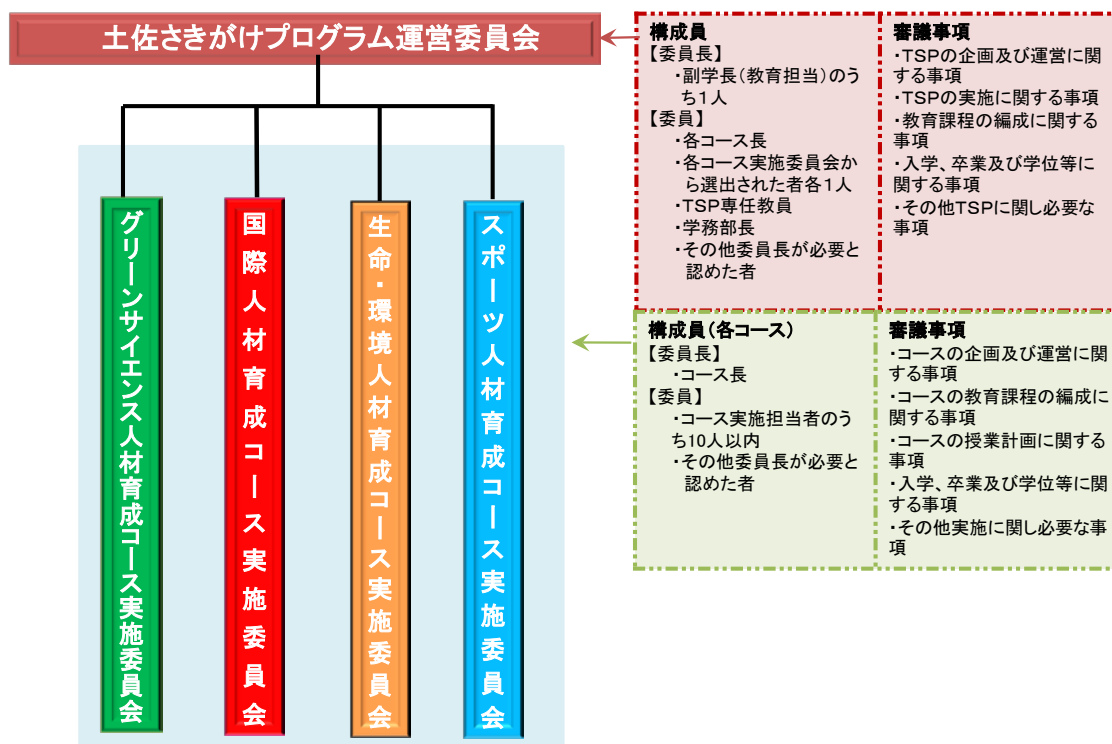 土佐さきがけプログラム運営委員会
グリーンサイエンス人材育成コース実施委員会
国際人材育成コース実施委員会
生命・環境人材育成コース実施委員会
スポーツ人材育成コース実施委員会
構成員
【委員長】
・副学長(教育担当)のう
ち1人
【委員】
・各コース長
・各コース実施委員会か
ら選出された者各1人
・TSP専任教員
・学務部長
・その他委員長が必要と
認めた者
審議事項
・TSPの企画及び運営に関
する事項
・TSPの実施に関する事項
・教育課程の編成に関する
事項
・入学、卒業及び学位等に
関する事項
・その他TSPに関し必要な
事項
構成員(各コース)
【委員長】
・コース長
【委員】
・コース実施担当者のう
ち10人以内
・その他委員長が必要と
認めた者
審議事項
・コースの企画及び運営に関
する事項
・コースの教育課程の編成に
関する事項
・コースの授業計画に関する
事項
・入学、卒業及び学位等に関
する事項
・その他実施に関し必要な事
項